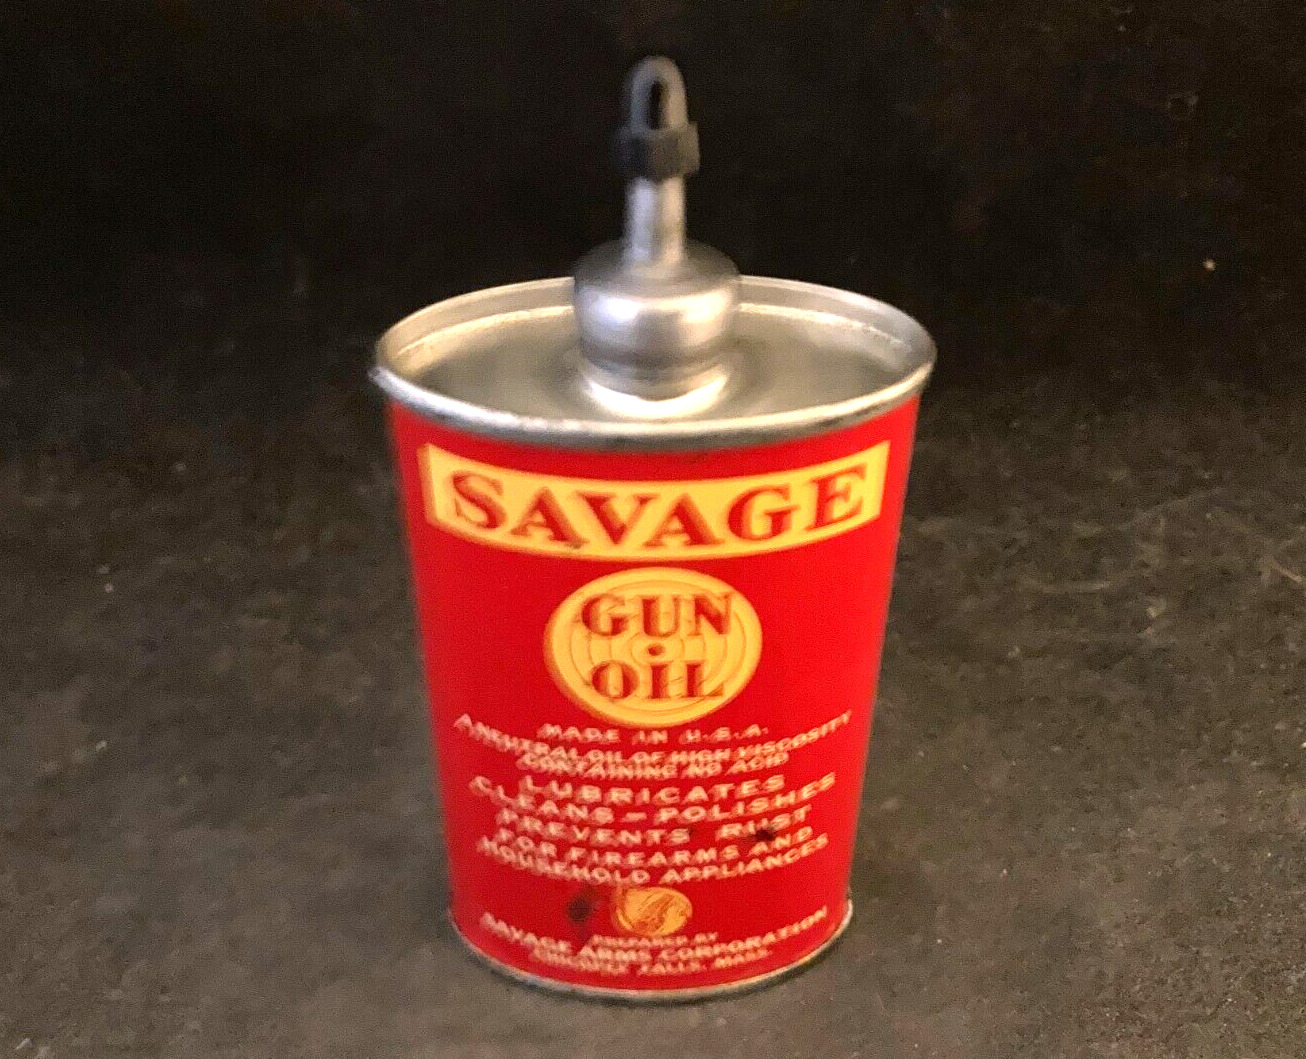 SAVAGE
GUN
OIL
MADE IN U.S.A.
A NEUTRAL OIL OF HIGH VISCOSITY
CONTAINING NO ACID
LUBRICATES
CLEANS - POLISHES
PREVENTS RUST
FOR FIREARMS AND
HOUSEHOLD APPLIANCES
PREPARED BY
SAVAGE ARMS CORPORATION
CHICOPEE FALLS, MASS.